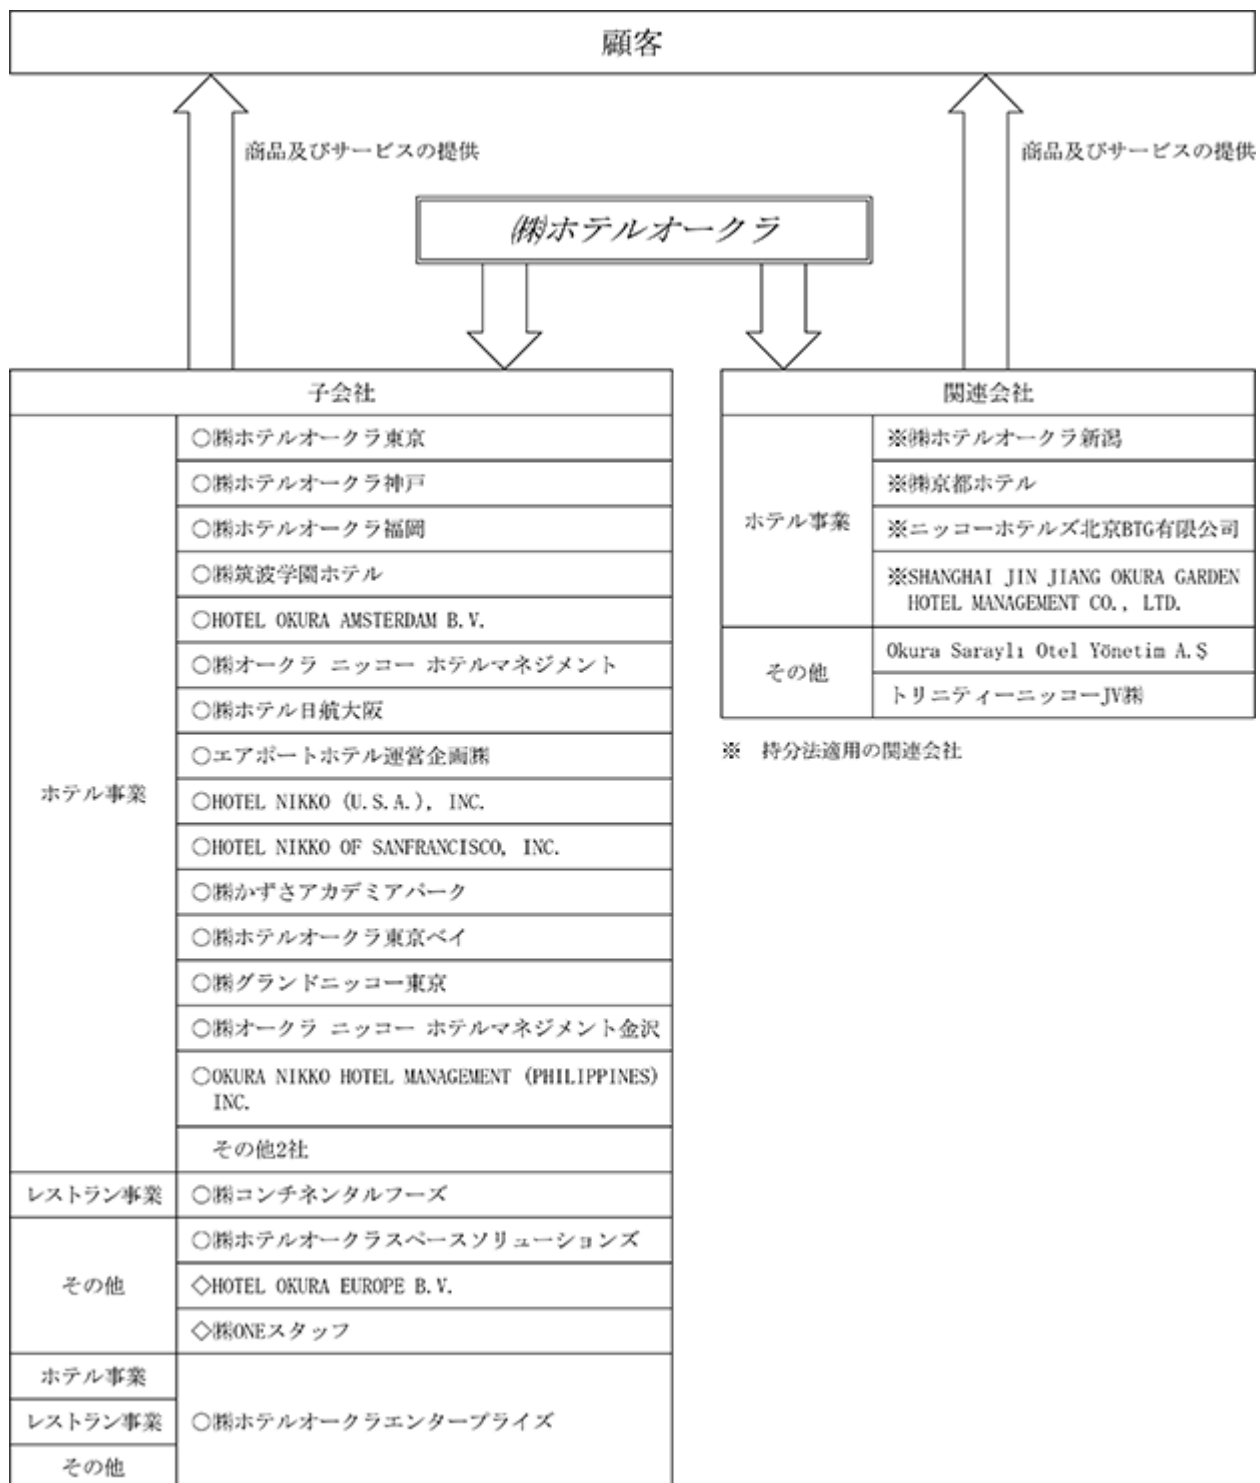 顧客
商品及びサービスの提供
商品及びサービスの提供
㈱ホテルオークラ
子会社
ホテル事業
○㈱ホテルオークラ東京
○㈱ホテルオークラ神戸
○㈱ホテルオークラ福岡
○㈱筑波学園ホテル
○HOTEL OKURA AMSTERDAM B.V.
○㈱オークラ ニッコー ホテルマネジメント
○㈱ホテル日航大阪
○エアポートホテル運営企画㈱
○HOTEL NIKKO (U.S.A.), INC.
○HOTEL NIKKO OF SANFRANCISCO, INC.
○㈱かずさアカデミアパーク
○㈱ホテルオークラ東京ベイ
○㈱グランドニッコー東京
○㈱オークラ ニッコー ホテルマネジメント金沢
○OKURA NIKKO HOTEL MANAGEMENT (PHILIPPINES)
INC.
その他2社
レストラン事業
○㈱コンチネンタルフーズ
その他
○㈱ホテルオークラスペースソリューションズ
◇HOTEL OKURA EUROPE B.V.
◇㈱ONEスタッフ
ホテル事業
レストラン事業
その他
○㈱ホテルオークラエンタープライズ
関連会社
ホテル事業
※㈱ホテルオークラ新潟
※㈱京都ホテル
※ニッコーホテルズ北京BTG有限公司
※SHANGHAI JIN JIANG OKURA GARDEN
HOTEL MANAGEMENT CO., LTD.
その他
Okura Saraylı Otel Yönetim A.Ş
トリニティーニッコーJV㈱
※ 持分法適用の関連会社